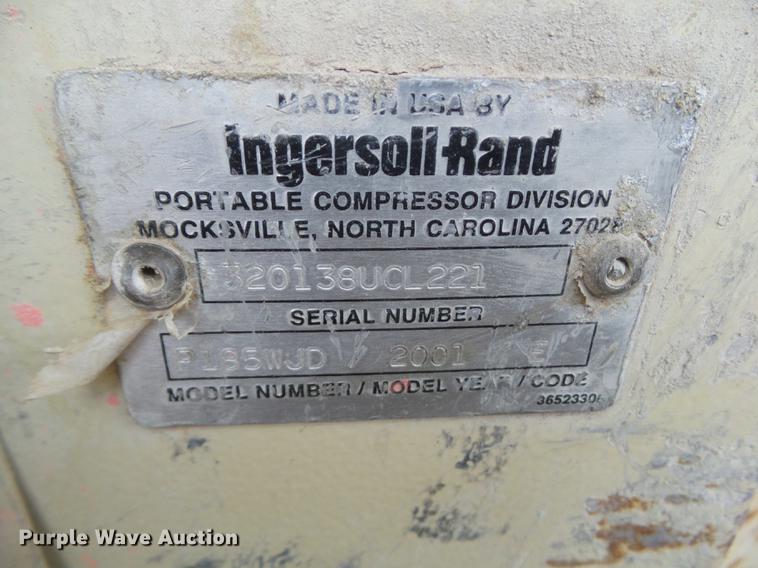 MADE IN USA BY
Ingersoll-Rand
PORTABLE COMPRESSOR DIVISION
MOCKSVILLE, NORTH CAROLINA 27028
320138UCL221
SERIAL NUMBER
P185WJD / 2001 / E
MODEL NUMBER / MODEL YEAR / CODE
Purple Wave Auction